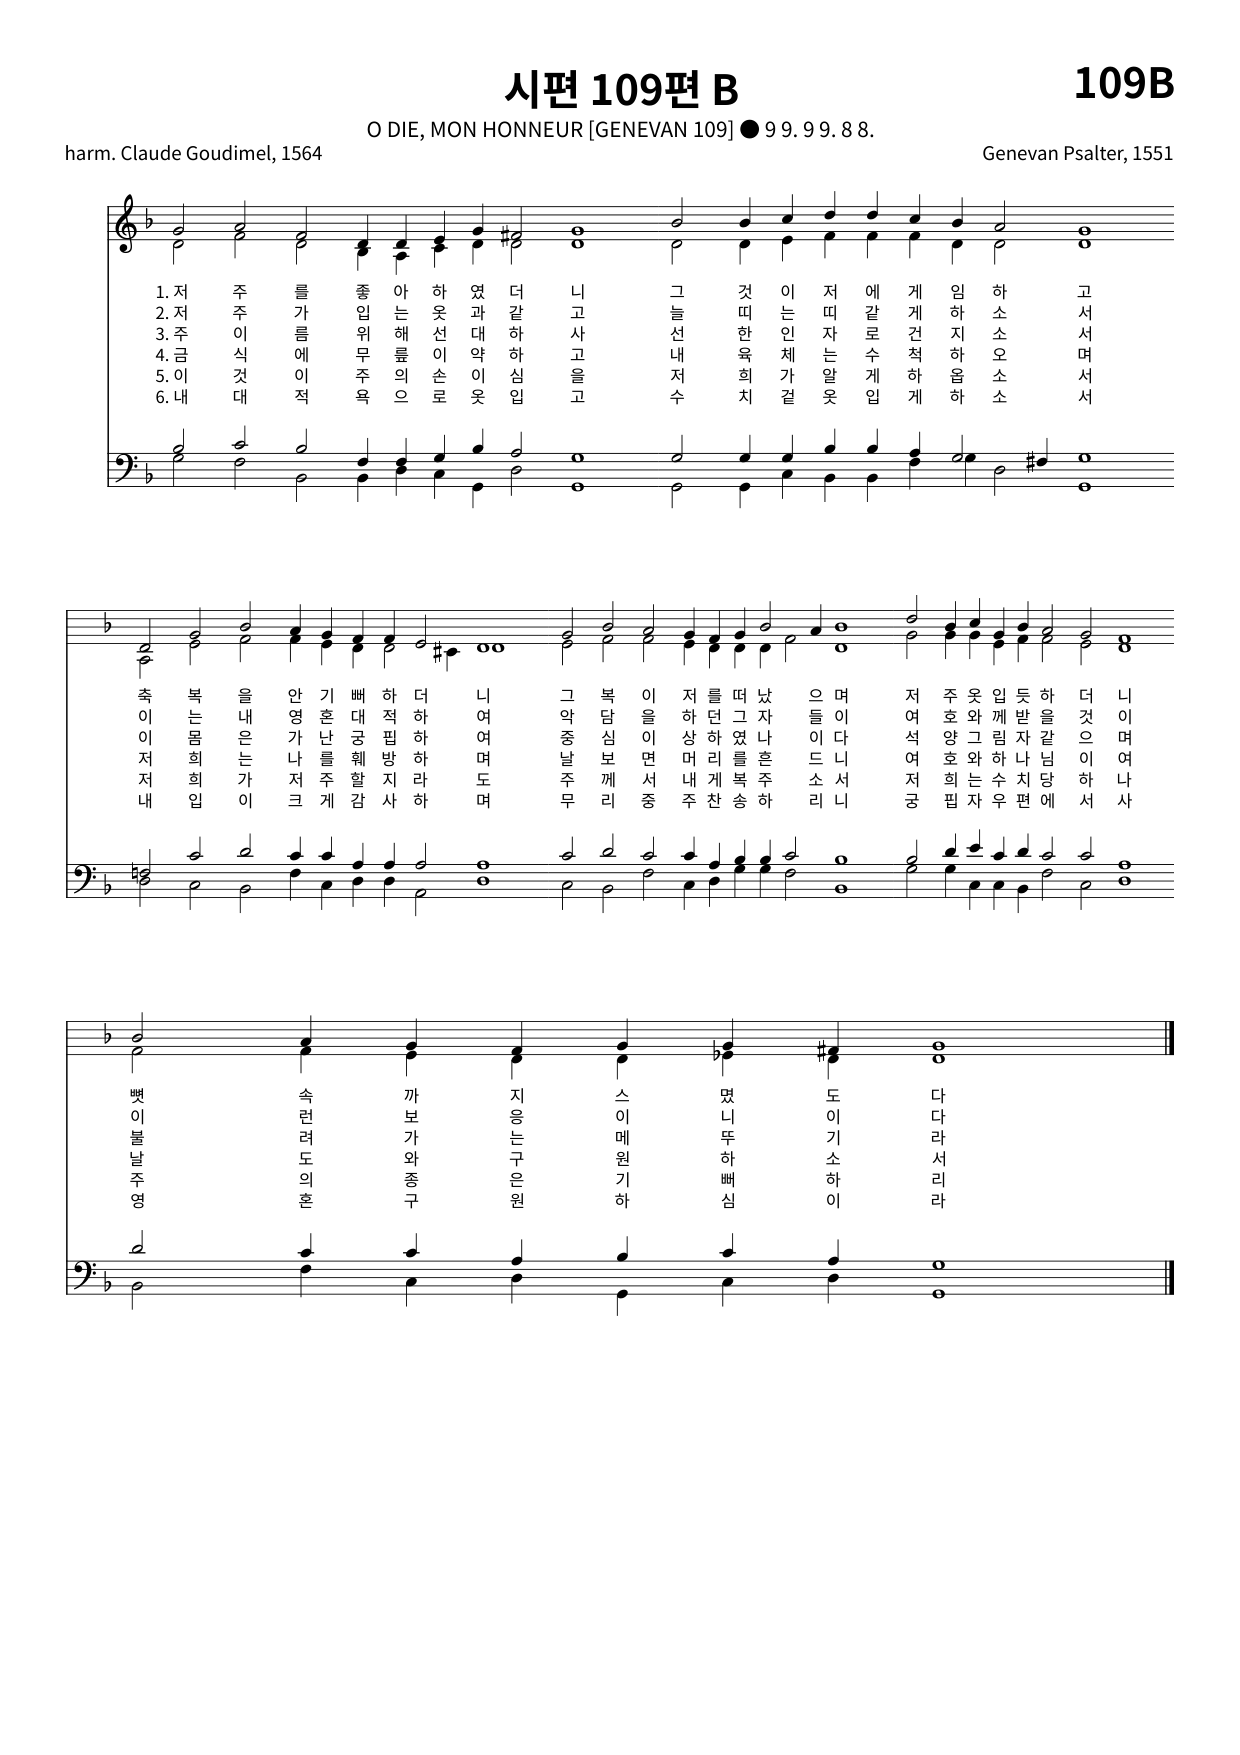 시편 109편 B
109B
O DIE, MON HONNEUR [GENEVAN 109] ● 9 9. 9 9. 8 8.
harm. Claude Goudimel, 1564
Genevan Psalter, 1551
1. 저 주 를 좋 아 하 였 더 니 그 것 이 저 에 게 임 하 고
2. 저 주 가 입 는 옷 과 같 고 늘 띠 는 띠 같 게 하 소 서
3. 주 이 름 위 해 선 대 하 사 선 한 인 자 로 건 지 소 서
4. 금 식 에 무 릎 이 약 하 고 내 육 체 는 수 척 하 오 며
5. 이 것 이 주 의 손 이 심 을 저 희 가 알 게 하 옵 소 서
6. 내 대 적 욕 으 로 옷 입 고 수 치 겉 옷 입 게 하 소 서
축 복 을 안 기 뻐 하 더 니 그 복 이 저 를 떠 났 으 며 저 주 옷 입 듯 하 더 니
이 는 내 영 혼 대 적 하 여 악 담 을 하 던 그 자 들 이 여 호 와 께 받 을 것 이
이 몸 은 가 난 궁 핍 하 여 중 심 이 상 하 였 나 이 다 석 양 그 림 자 같 으 며
저 희 는 나 를 훼 방 하 며 날 보 면 머 리 를 흔 드 니 여 호 와 하 나 님 이 여
저 희 가 저 주 할 지 라 도 주 께 서 내 게 복 주 소 서 저 희 는 수 치 당 하 나
내 입 이 크 게 감 사 하 며 무 리 중 주 찬 송 하 리 니 궁 핍 자 우 편 에 서 사
뼛 속 까 지 스 몄 도 다
이 런 보 응 이 니 이 다
불 려 가 는 메 뚜 기 라
날 도 와 구 원 하 소 서
주 의 종 은 기 뻐 하 리
영 혼 구 원 하 심 이 라